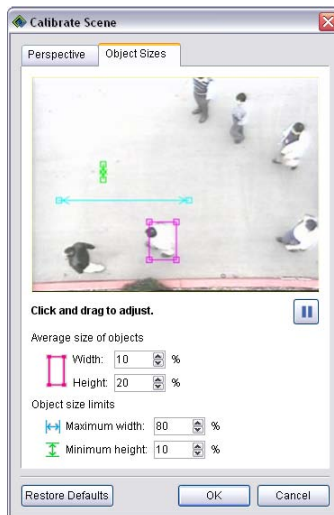 Calibrate Scene
Perspective
Object Sizes
Click and drag to adjust.
Average size of objects
Width: 10 %
Height: 20 %
Object size limits
Maximum width: 80 %
Minimum height: 10 %
Restore Defaults
OK
Cancel